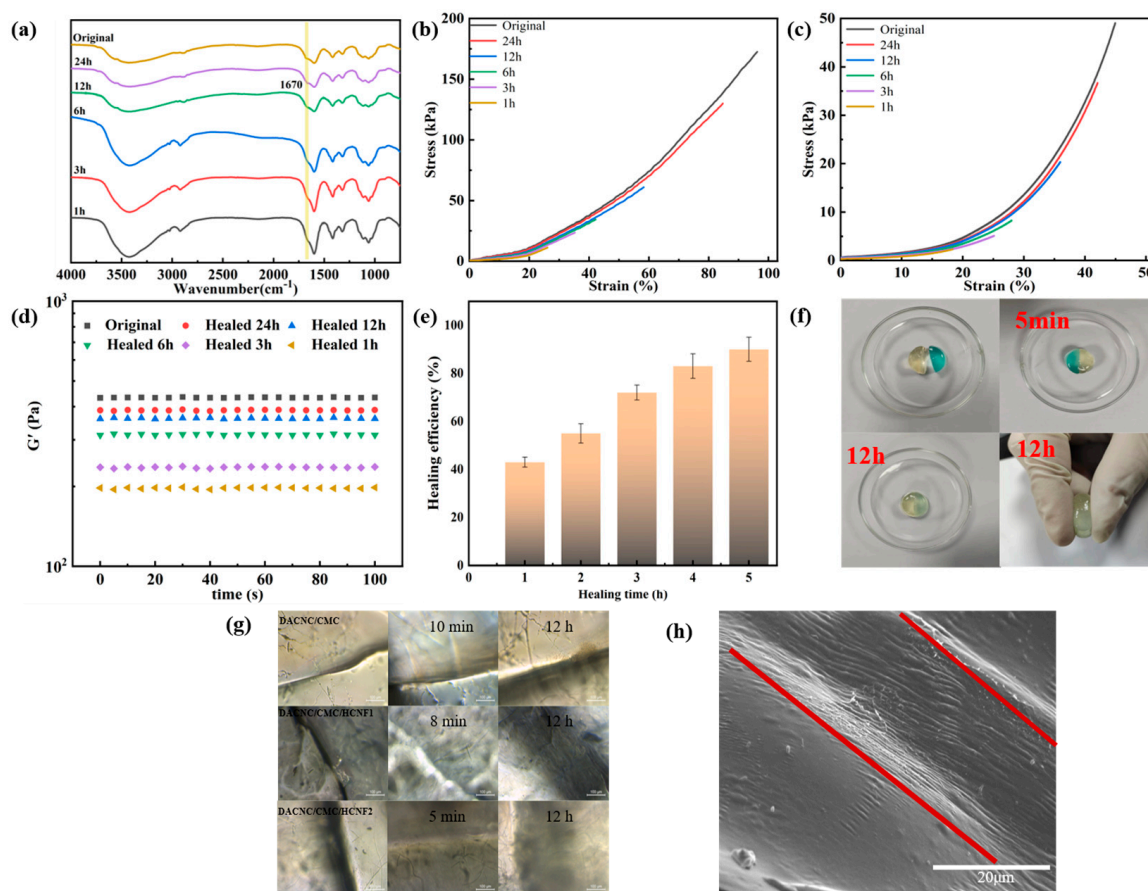 (a)
Original
24h
12h
1670
6h
3h
1h
4000 3500 3000 2500 2000 1500 1000
Wavenumber(cm⁻¹)
(b)
200
150
100
50
0
Stress (kPa)
Original
24h
12h
6h
3h
1h
0 20 40 60 80 100
Strain (%)
(c)
50
40
30
20
10
0
Stress (kPa)
Original
24h
12h
6h
3h
1h
0 10 20 30 40 50
Strain (%)
(d)
10³
10²
G′ (Pa)
Original Healed 24h Healed 12h
Healed 6h Healed 3h Healed 1h
0 20 40 60 80 100
time (s)
(e)
100
80
60
40
20
0
Healing efficiency (%)
0 1 2 3 4 5
Healing time (h)
(f)
5min
12h
12h
(g)
DACNC/CMC
10 min
12 h
DACNC/CMC/HCNF1
8 min
12 h
DACNC/CMC/HCNF2
5 min
12 h
(h)
20μm